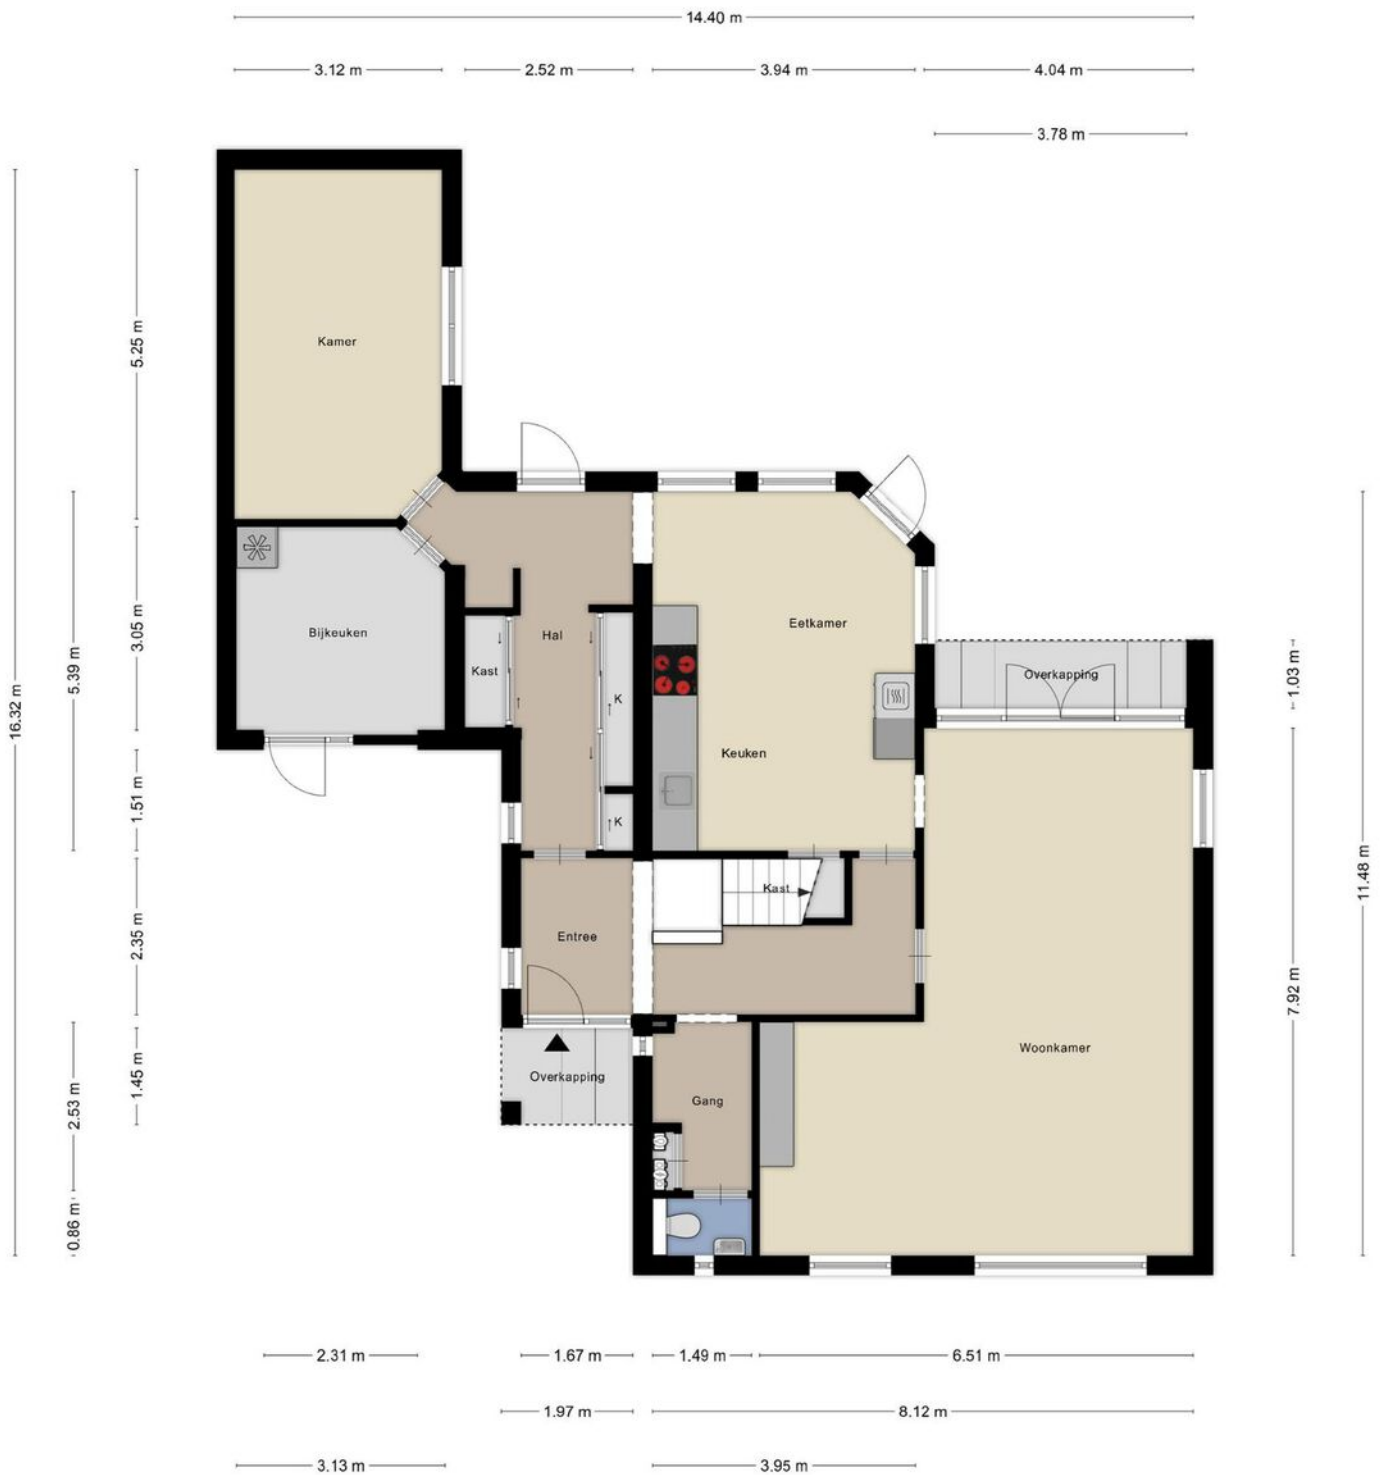 14.40 m
3.12 m
2.52 m
3.94 m
4.04 m
3.78 m
Kamer
5.25 m
Bijkeuken
Hal
Eetkamer
3.05 m
5.39 m
16.32 m
Kast
K
Overkapping
1.03 m
Keuken
1.51 m
K
11.48 m
Kast
Entree
2.35 m
7.92 m
Woonkamer
Overkapping
1.45 m
Gang
2.53 m
0.86 m
2.31 m
1.67 m
1.49 m
6.51 m
1.97 m
8.12 m
3.13 m
3.95 m